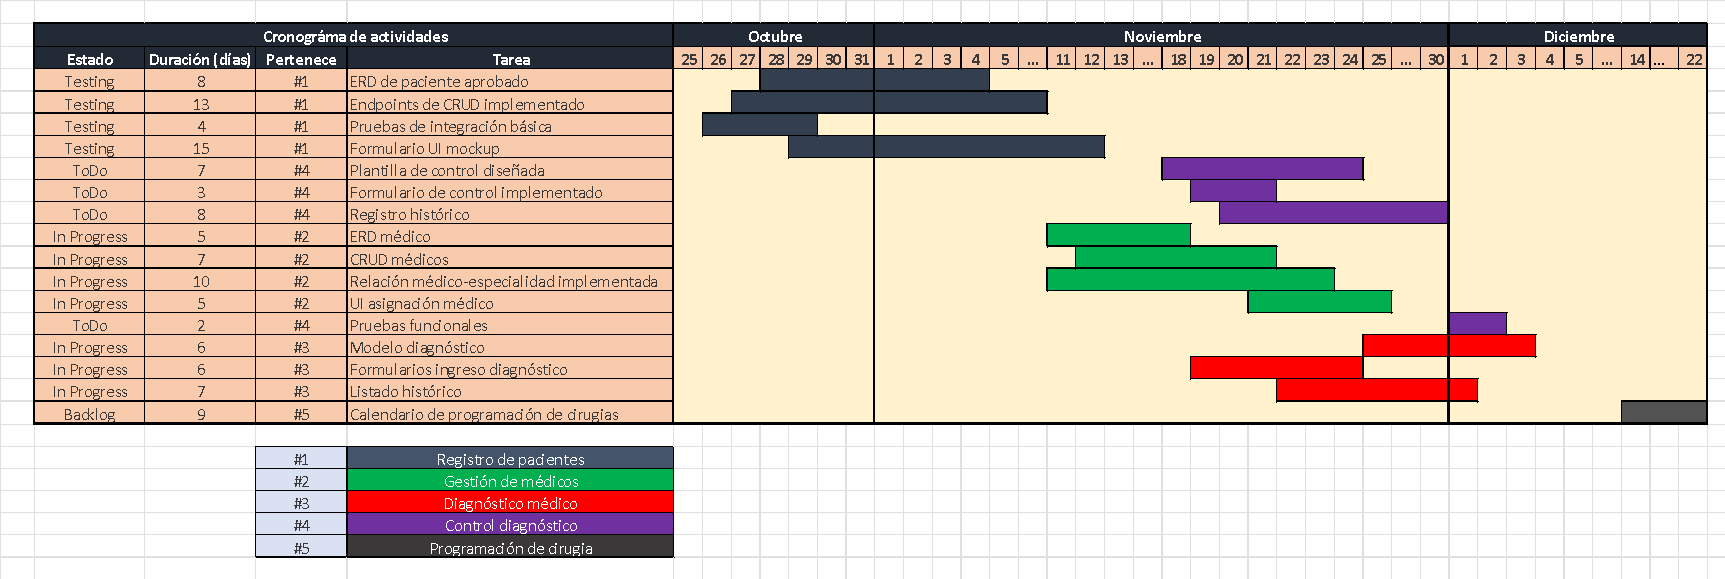 Cronográma de actividades Octubre Noviembre Diciembre
Estado Duración (días) Pertenece Tarea 25 26 27 28 29 30 31 1 2 3 4 5 ... 11 12 13 ... 18 19 20 21 22 23 24 25 ... 30 1 2 3 4 5 ... 14 ... 22
Testing 8 #1 ERD de paciente aprobado
Testing 13 #1 Endpoints de CRUD implementado
Testing 4 #1 Pruebas de integración básica
Testing 15 #1 Formulario UI mockup
ToDo 7 #4 Plantilla de control diseñada
ToDo 3 #4 Formulario de control implementado
ToDo 8 #4 Registro histórico
In Progress 5 #2 ERD médico
In Progress 7 #2 CRUD médicos
In Progress 10 #2 Relación médico-especialidad implementada
In Progress 5 #2 UI asignación médico
ToDo 2 #4 Pruebas funcionales
In Progress 6 #3 Modelo diagnóstico
In Progress 6 #3 Formularios ingreso diagnóstico
In Progress 7 #3 Listado histórico
Backlog 9 #5 Calendario de programación de cirugias
#1 Registro de pacientes
#2 Gestión de médicos
#3 Diagnóstico médico
#4 Control diagnóstico
#5 Programación de cirugia